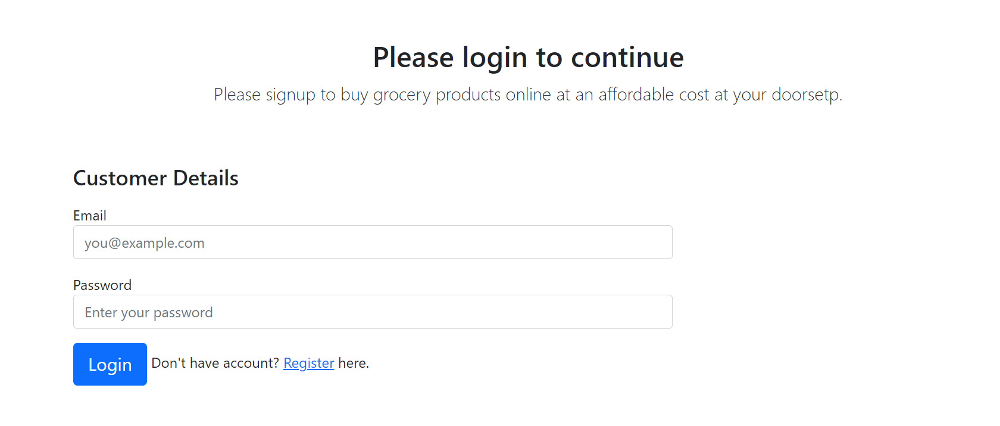 Please login to continue
Please signup to buy grocery products online at an affordable cost at your doorsetp.
Customer Details
Email
you@example.com
Password
Enter your password
Login Don't have account? Register here.